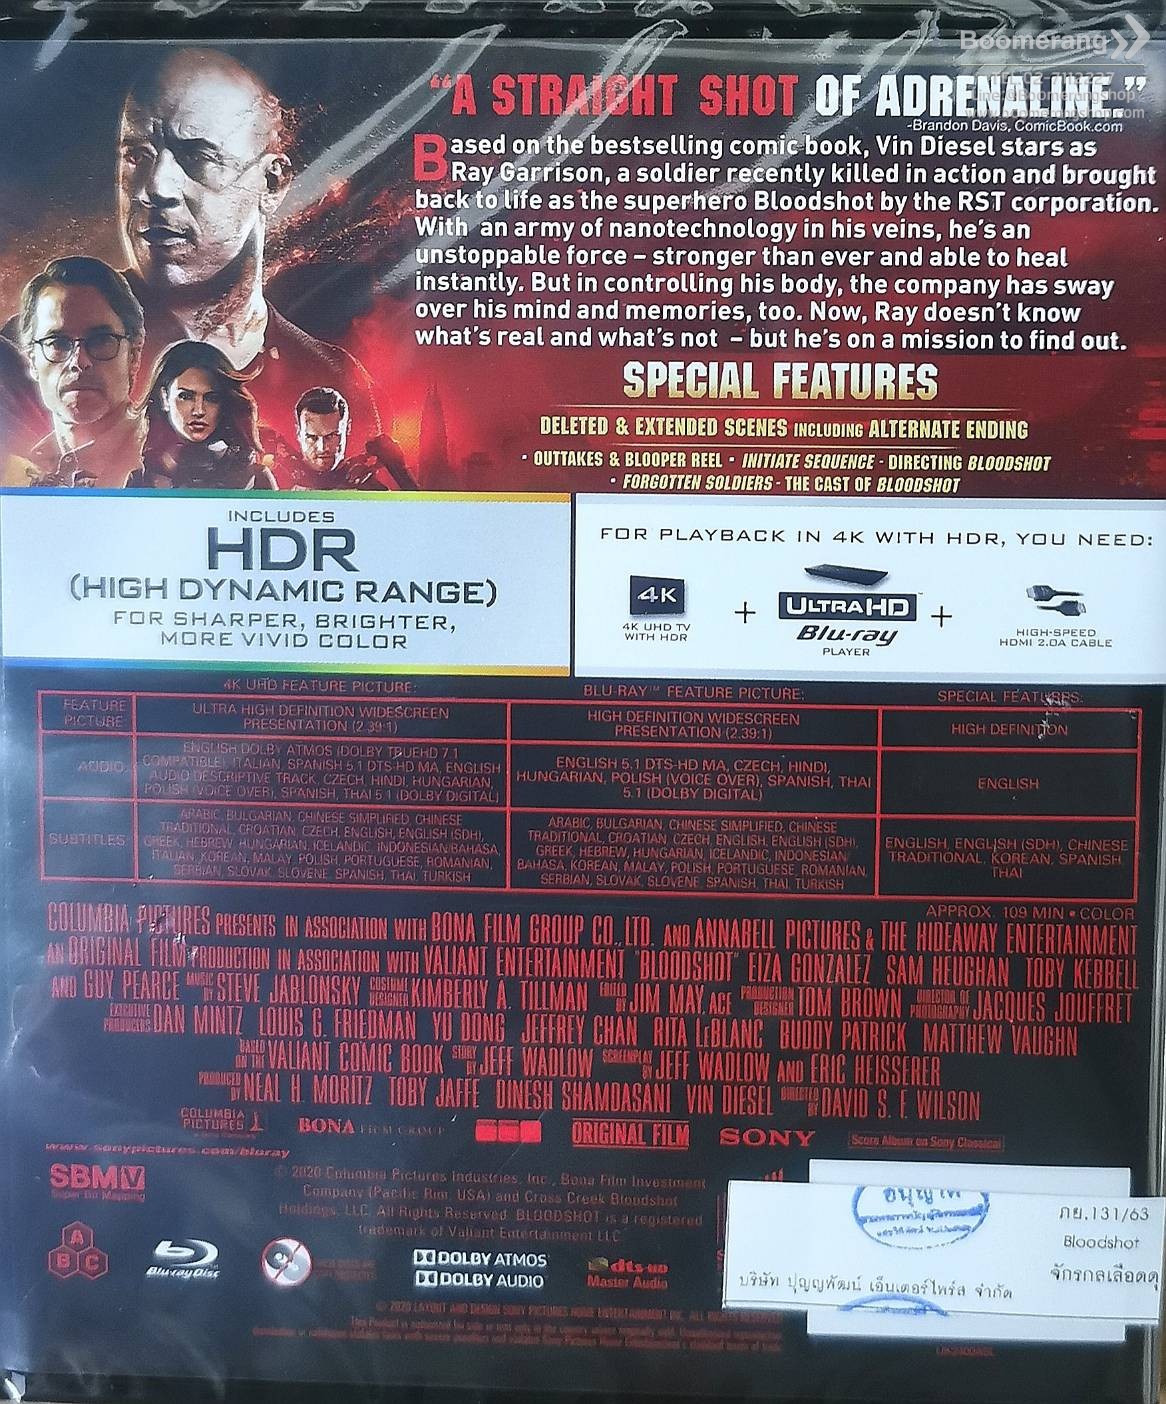 Boomerang
"A STRAIGHT SHOT OF ADRENALINE."
-Brandon Davis, ComicBook.com
Based on the bestselling comic book, Vin Diesel stars as
Ray Garrison, a soldier recently killed in action and brought
back to life as the superhero Bloodshot by the RST corporation.
With an army of nanotechnology in his veins, he's an
unstoppable force – stronger than ever and able to heal
instantly. But in controlling his body, the company has sway
over his mind and memories, too. Now, Ray doesn't know
what's real and what's not – but he's on a mission to find out.
SPECIAL FEATURES
DELETED & EXTENDED SCENES INCLUDING ALTERNATE ENDING
• OUTTAKES & BLOOPER REEL • INITIATE SEQUENCE - DIRECTING BLOODSHOT
• FORGOTTEN SOLDIERS - THE CAST OF BLOODSHOT
INCLUDES
HDR
(HIGH DYNAMIC RANGE)
FOR SHARPER, BRIGHTER,
MORE VIVID COLOR
FOR PLAYBACK IN 4K WITH HDR, YOU NEED:
4K
4K UHD TV
WITH HDR
+
ULTRA HD
Blu-ray
PLAYER
+
HIGH-SPEED
HDMI 2.0A CABLE
4K UHD FEATURE PICTURE:
BLU-RAY™ FEATURE PICTURE:
SPECIAL FEATURES:
FEATURE
PICTURE
ULTRA HIGH DEFINITION WIDESCREEN
PRESENTATION (2.39:1)
HIGH DEFINITION WIDESCREEN
PRESENTATION (2.39:1)
HIGH DEFINITION
AUDIO
ENGLISH DOLBY ATMOS (DOLBY TRUEHD 7.1
COMPATIBLE), ITALIAN, SPANISH 5.1 DTS-HD MA, ENGLISH
AUDIO DESCRIPTIVE TRACK, CZECH, HINDI, HUNGARIAN,
POLISH (VOICE OVER), SPANISH, THAI 5.1 (DOLBY DIGITAL)
ENGLISH 5.1 DTS-HD MA, CZECH, HINDI,
HUNGARIAN, POLISH (VOICE OVER), SPANISH, THAI
5.1 (DOLBY DIGITAL)
ENGLISH
SUBTITLES
ARABIC, BULGARIAN, CHINESE SIMPLIFIED, CHINESE
TRADITIONAL, CROATIAN, CZECH, ENGLISH, ENGLISH (SDH),
GREEK, HEBREW, HUNGARIAN, ICELANDIC, INDONESIAN/BAHASA,
ITALIAN, KOREAN, MALAY, POLISH, PORTUGUESE, ROMANIAN,
SERBIAN, SLOVAK, SLOVENE, SPANISH, THAI, TURKISH
ARABIC, BULGARIAN, CHINESE SIMPLIFIED, CHINESE
TRADITIONAL, CROATIAN, CZECH, ENGLISH, ENGLISH (SDH),
GREEK, HEBREW, HUNGARIAN, ICELANDIC, INDONESIAN/
BAHASA, KOREAN, MALAY, POLISH, PORTUGUESE, ROMANIAN,
SERBIAN, SLOVAK, SLOVENE, SPANISH, THAI, TURKISH
ENGLISH, ENGLISH (SDH), CHINESE
TRADITIONAL, KOREAN, SPANISH,
THAI
APPROX. 109 MIN • COLOR
COLUMBIA PICTURES PRESENTS IN ASSOCIATION WITH BONA FILM GROUP CO., LTD. AND ANNABELL PICTURES & THE HIDEAWAY ENTERTAINMENT
AN ORIGINAL FILM PRODUCTION IN ASSOCIATION WITH VALIANT ENTERTAINMENT "BLOODSHOT" EIZA GONZALEZ SAM HEUGHAN TOBY KEBBELL
AND GUY PEARCE MUSIC BY STEVE JABLONSKY COSTUME DESIGNER KIMBERLY A. TILLMAN EDITED BY JIM MAY, ACE PRODUCTION DESIGNER TOM BROWN DIRECTOR OF PHOTOGRAPHY JACQUES JOUFFRET
EXECUTIVE PRODUCERS DAN MINTZ LOUIS G. FRIEDMAN YU DONG JEFFREY CHAN RITA LeBLANC BUDDY PATRICK MATTHEW VAUGHN
BASED ON THE VALIANT COMIC BOOK STORY BY JEFF WADLOW SCREENPLAY BY JEFF WADLOW AND ERIC HEISSERER
PRODUCED BY NEAL H. MORITZ TOBY JAFFE DINESH SHAMDASANI VIN DIESEL DIRECTED BY DAVID S. F. WILSON
COLUMBIA
PICTURES
BONA FILM GROUP
ORIGINAL FILM
SONY
Score Album on Sony Classical
www.sonypictures.com/bluray
SBMV
© 2020 Columbia Pictures Industries, Inc., Bona Film Investment
Company (Pacific Rim, USA) and Cross Creek Bloodshot
Holdings, LLC. All Rights Reserved. BLOODSHOT is a registered
trademark of Valiant Entertainment LLC
A
B C
Blu-ray Disc
DOLBY ATMOS
DOLBY AUDIO
dts-HD
Master Audio
ภย.131/63
Bloodshot
จักรกลเลือดดุ
บริษัท ปุญญพัฒน์ เอ็นเตอร์ไพร์ส จำกัด